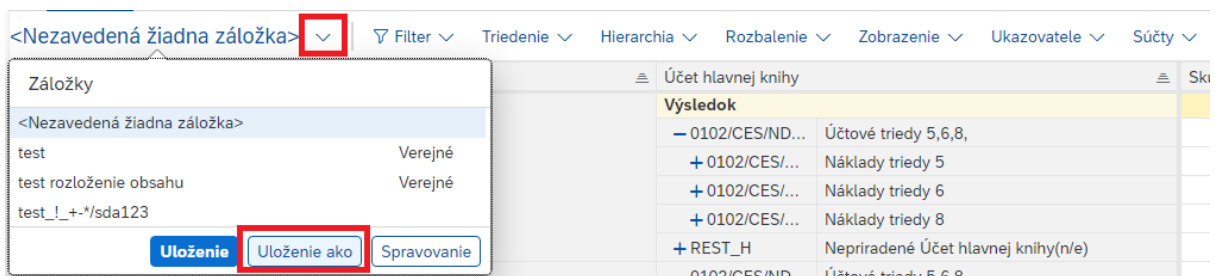 <Nezavedená žiadna záložka> Filter Triedenie Hierarchia Rozbalenie Zobrazenie Ukazovatele Súčty
Záložky
<Nezavedená žiadna záložka>
test Verejné
test rozloženie obsahu Verejné
test_!_+-*/sda123
Uloženie Uloženie ako Spravovanie
Účet hlavnej knihy
Výsledok
0102/CES/ND... Účtové triedy 5,6,8,
0102/CES/... Náklady triedy 5
0102/CES/... Náklady triedy 6
0102/CES/... Náklady triedy 8
REST_H Nepriradené Účet hlavnej knihy(n/e)